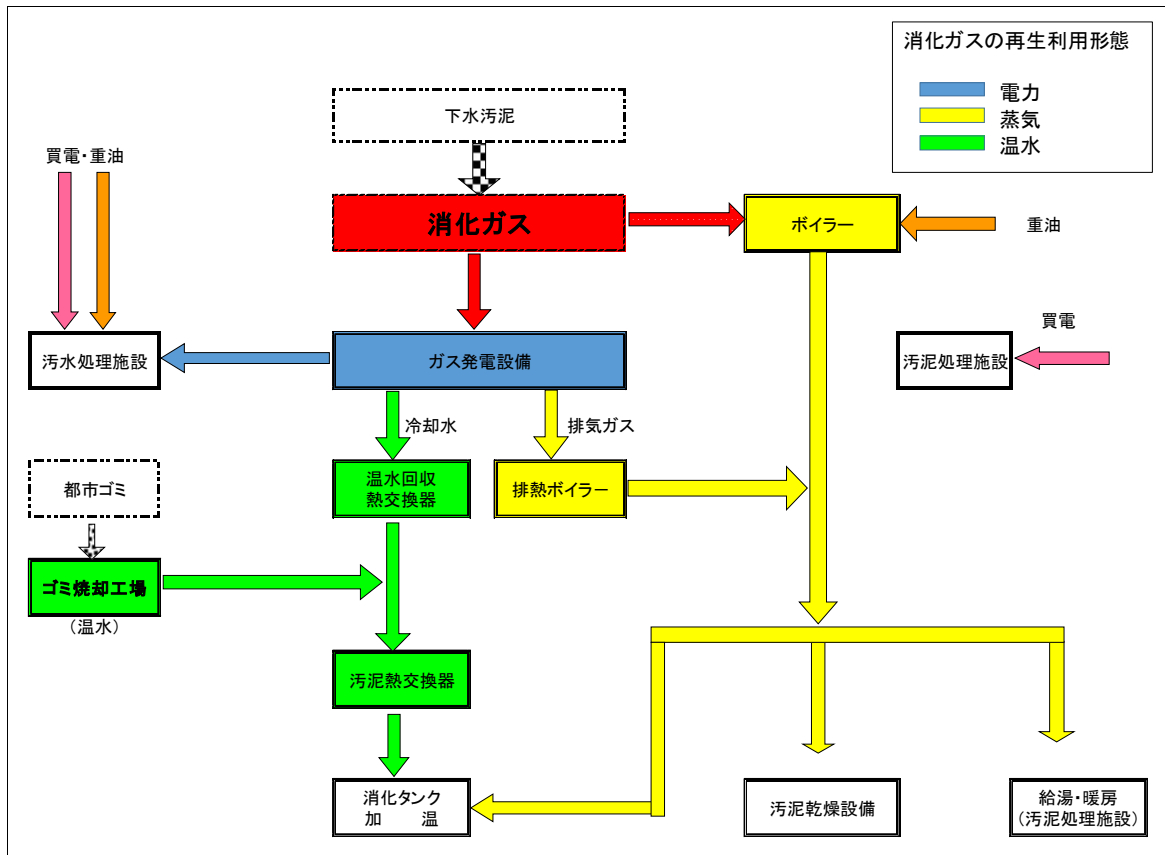 消化ガスの再生利用形態
電力
蒸気
温水
下水汚泥
買電・重油
消化ガス
ボイラー
重油
買電
汚水処理施設
ガス発電設備
汚泥処理施設
冷却水
排気ガス
都市ゴミ
温水回収
熱交換器
排熱ボイラー
ゴミ焼却工場
(温水)
汚泥熱交換器
消化タンク
加　　温
汚泥乾燥設備
給湯・暖房
(汚泥処理施設)